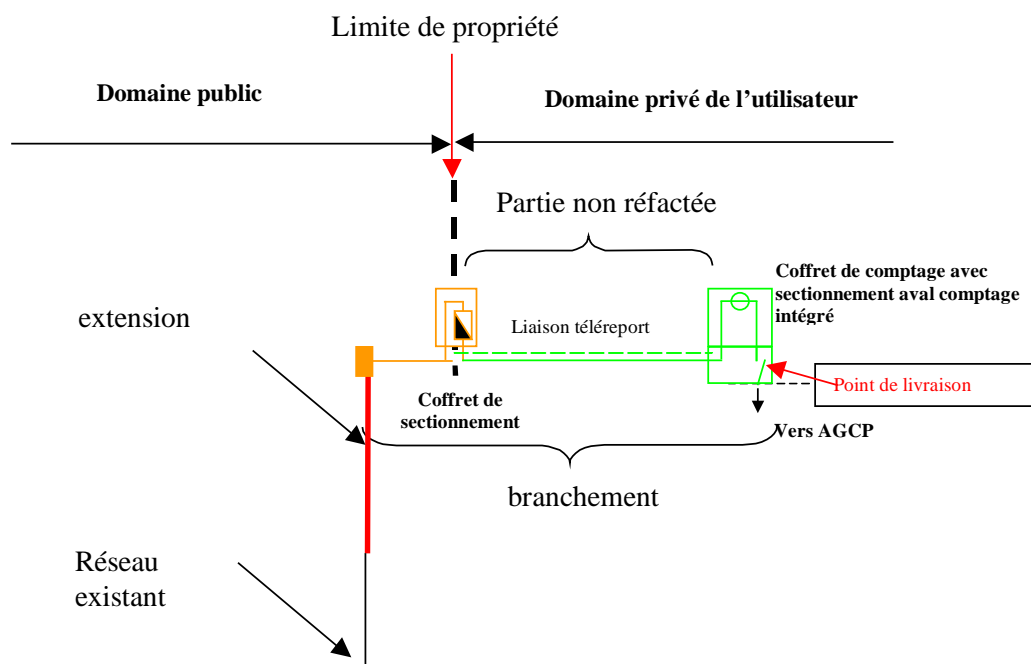 Limite de propriété
Domaine public
Domaine privé de l’utilisateur
Partie non réfactée
Coffret de comptage avec
sectionnement aval comptage
intégré
extension
Liaison téléreport
Point de livraison
Coffret de
sectionnement
Vers AGCP
branchement
Réseau
existant